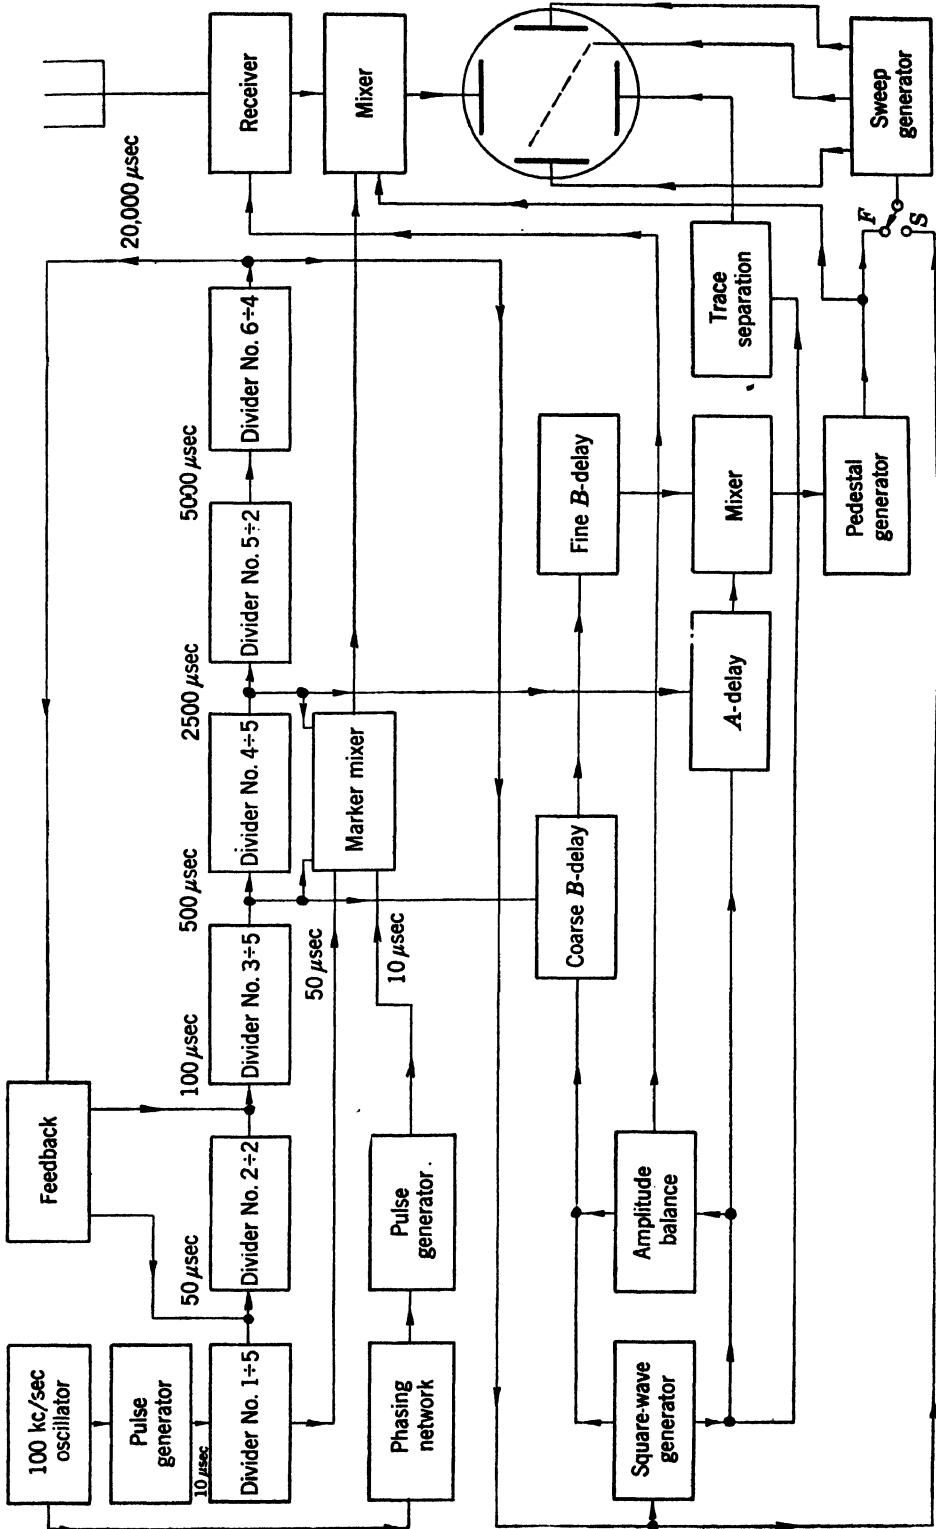 100 kc/sec
oscillator
Pulse
generator
10 μsec
Divider No. 1÷5
50 μsec
Divider No. 2÷2
Feedback
100 μsec
Divider No. 3÷5
500 μsec
Divider No. 4÷5
2500 μsec
Divider No. 5÷2
5000 μsec
Divider No. 6÷4
20,000 μsec
Receiver
Mixer
Phasing
network
Pulse
generator.
10 μsec
50 μsec
Marker mixer
Square-wave
generator
Amplitude
balance
Coarse B-delay
Fine B-delay
A-delay
Mixer
Trace
separation
Pedestal
generator
F
S
Sweep
generator